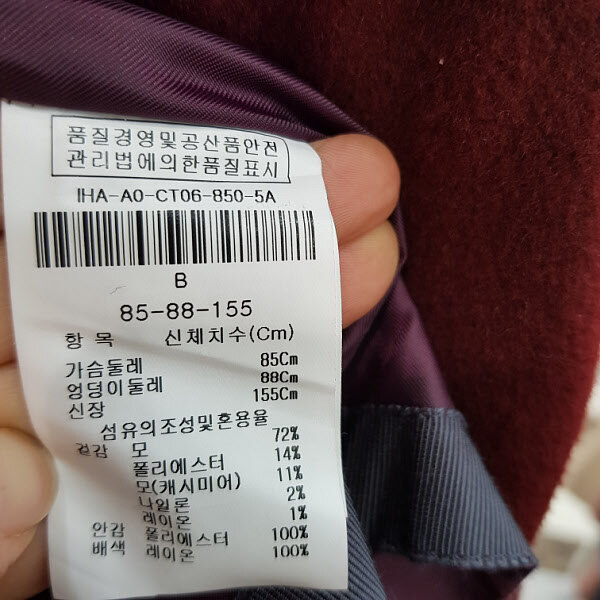 품질경영및공산품안전
관리법에의한품질표시
IHA-A0-CT06-850-5A
B
85-88-155
항 목 신체치수(Cm)
가슴둘레 85Cm
엉덩이둘레 88Cm
신장 155Cm
섬유의조성및혼용율
겉감 모 72%
폴리에스터 14%
모(캐시미어) 11%
나일론 2%
레이온 1%
안감 폴리에스터 100%
배색 레이온 100%